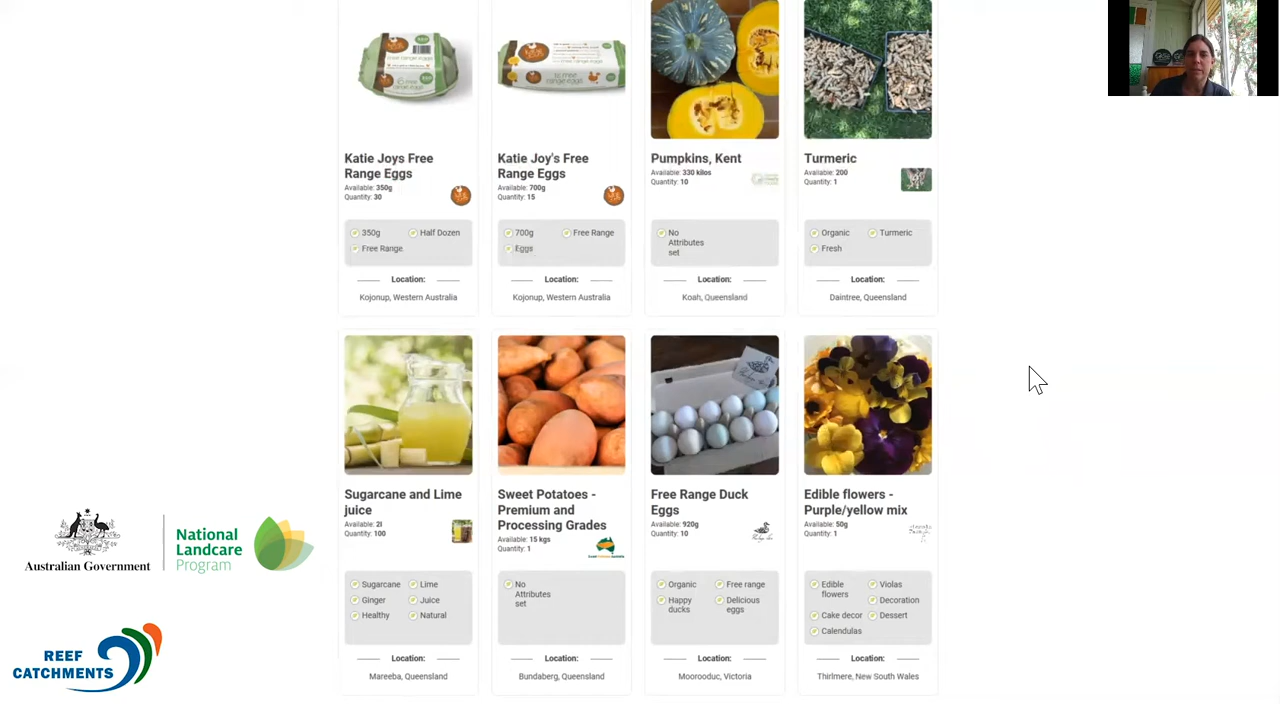 Katie Joys Free
Range Eggs
Available: 350g
Quantity: 30
350g
Half Dozen
Free Range
Location:
Kojonup, Western Australia
Katie Joy's Free
Range Eggs
Available: 700g
Quantity: 15
700g
Free Range
Eggs
Location:
Kojonup, Western Australia
Pumpkins, Kent
Available: 330 kilos
Quantity: 10
No
Attributes
set
Location:
Koah, Queensland
Turmeric
Available: 200
Quantity: 1
Organic
Turmeric
Fresh
Location:
Daintree, Queensland
Sugarcane and Lime
juice
Available: 2l
Quantity: 100
Sugarcane
Lime
Ginger
Juice
Healthy
Natural
Location:
Mareeba, Queensland
Sweet Potatoes -
Premium and
Processing Grades
Available: 15 kgs
Quantity: 1
No
Attributes
set
Location:
Bundaberg, Queensland
Free Range Duck
Eggs
Available: 920g
Quantity: 10
Organic
Free range
Happy
ducks
Delicious
eggs
Location:
Moorooduc, Victoria
Edible flowers -
Purple/yellow mix
Available: 50g
Quantity: 1
Edible
flowers
Violas
Decoration
Cake decor
Dessert
Calendulas
Location:
Thirlmere, New South Wales
Australian Government
National
Landcare
Program
REEF
CATCHMENTS